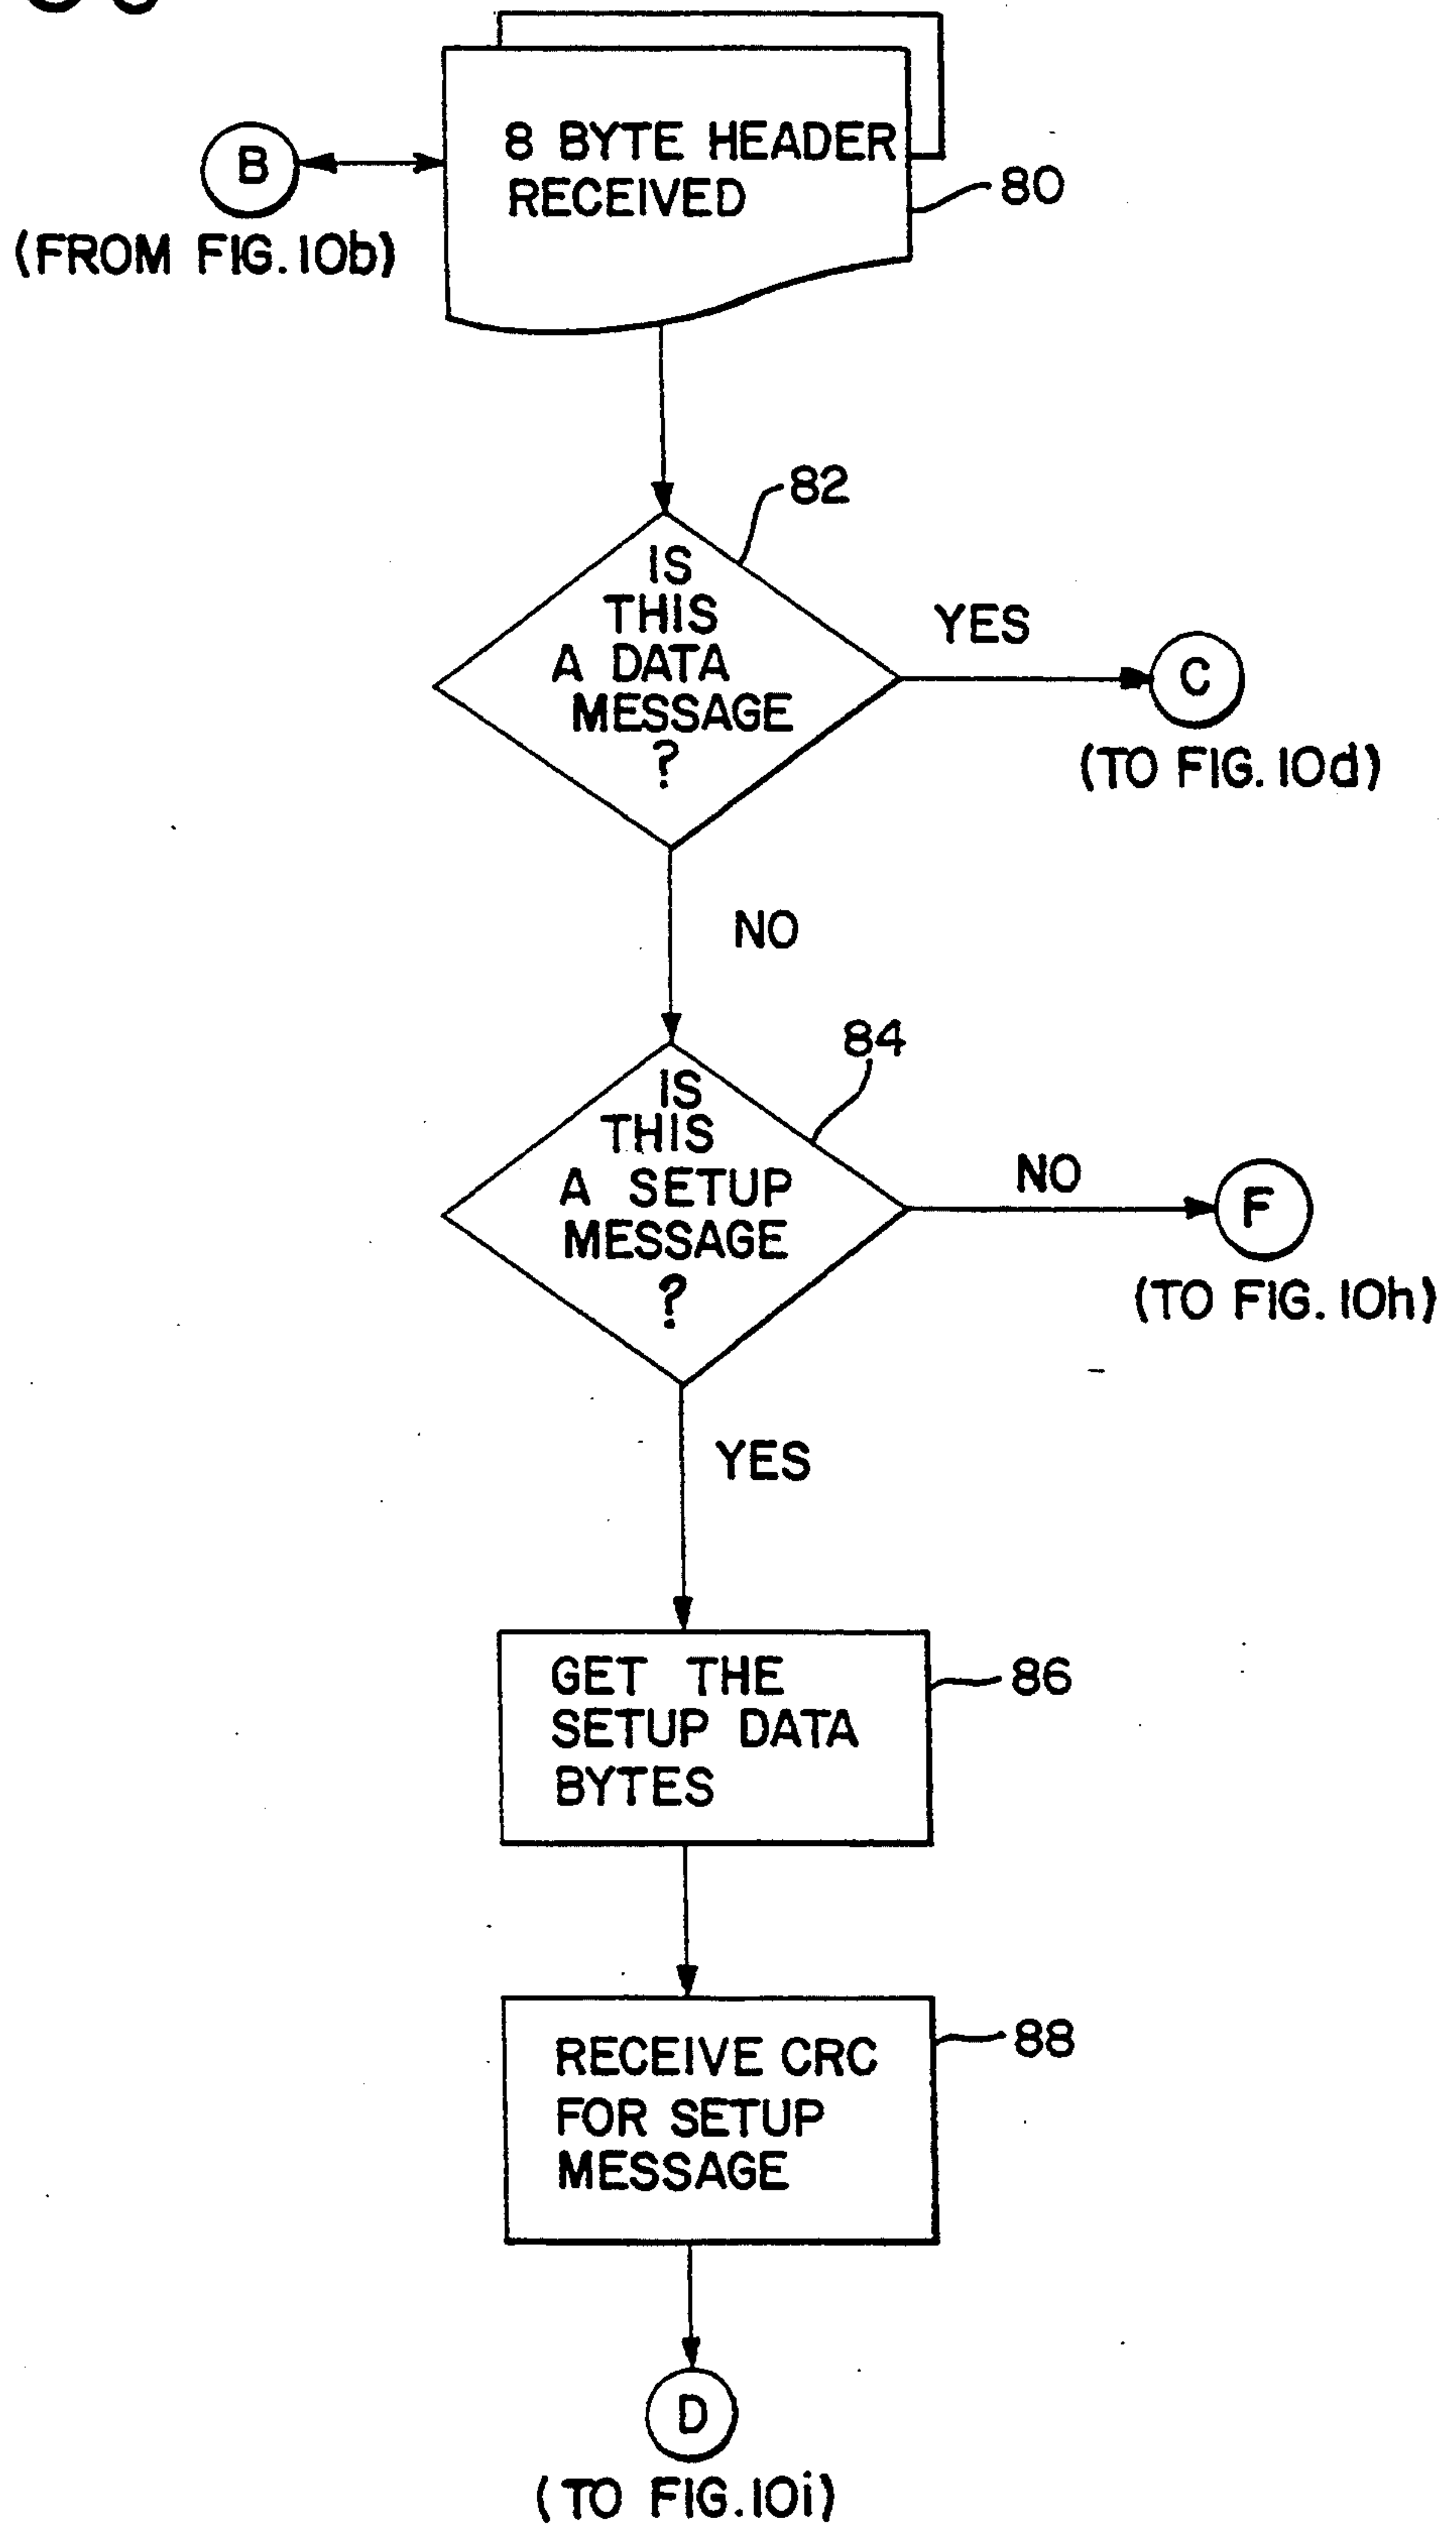 8 BYTE HEADER
RECEIVED
80
B
(FROM FIG. 10b)
82
IS
THIS
A DATA
MESSAGE
?
YES
C
(TO FIG. 10d)
NO
84
IS
THIS
A SETUP
MESSAGE
?
NO
F
(TO FIG. 10h)
YES
GET THE
SETUP DATA
BYTES
86
RECEIVE CRC
FOR SETUP
MESSAGE
88
D
(TO FIG. 10i)